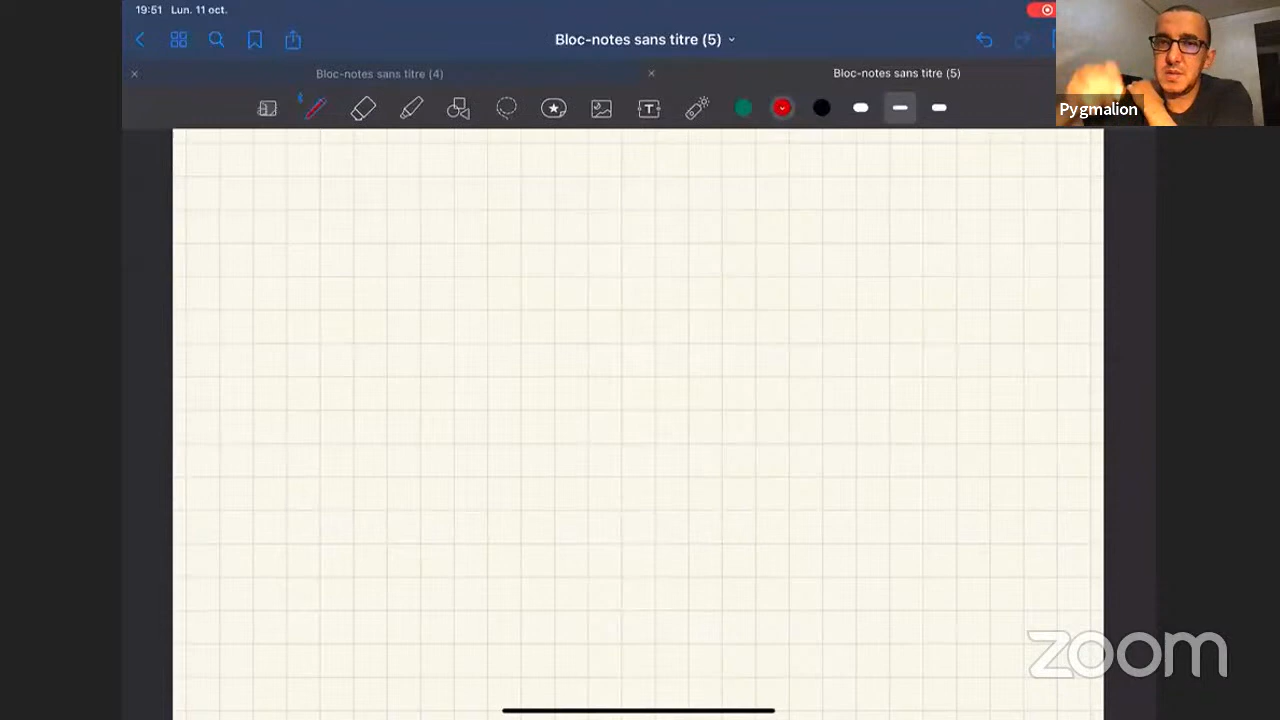 19:51 Lun. 11 oct.
Bloc-notes sans titre (5)
Bloc-notes sans titre (4)
Bloc-notes sans titre (5)
T
Pygmalion
zoom